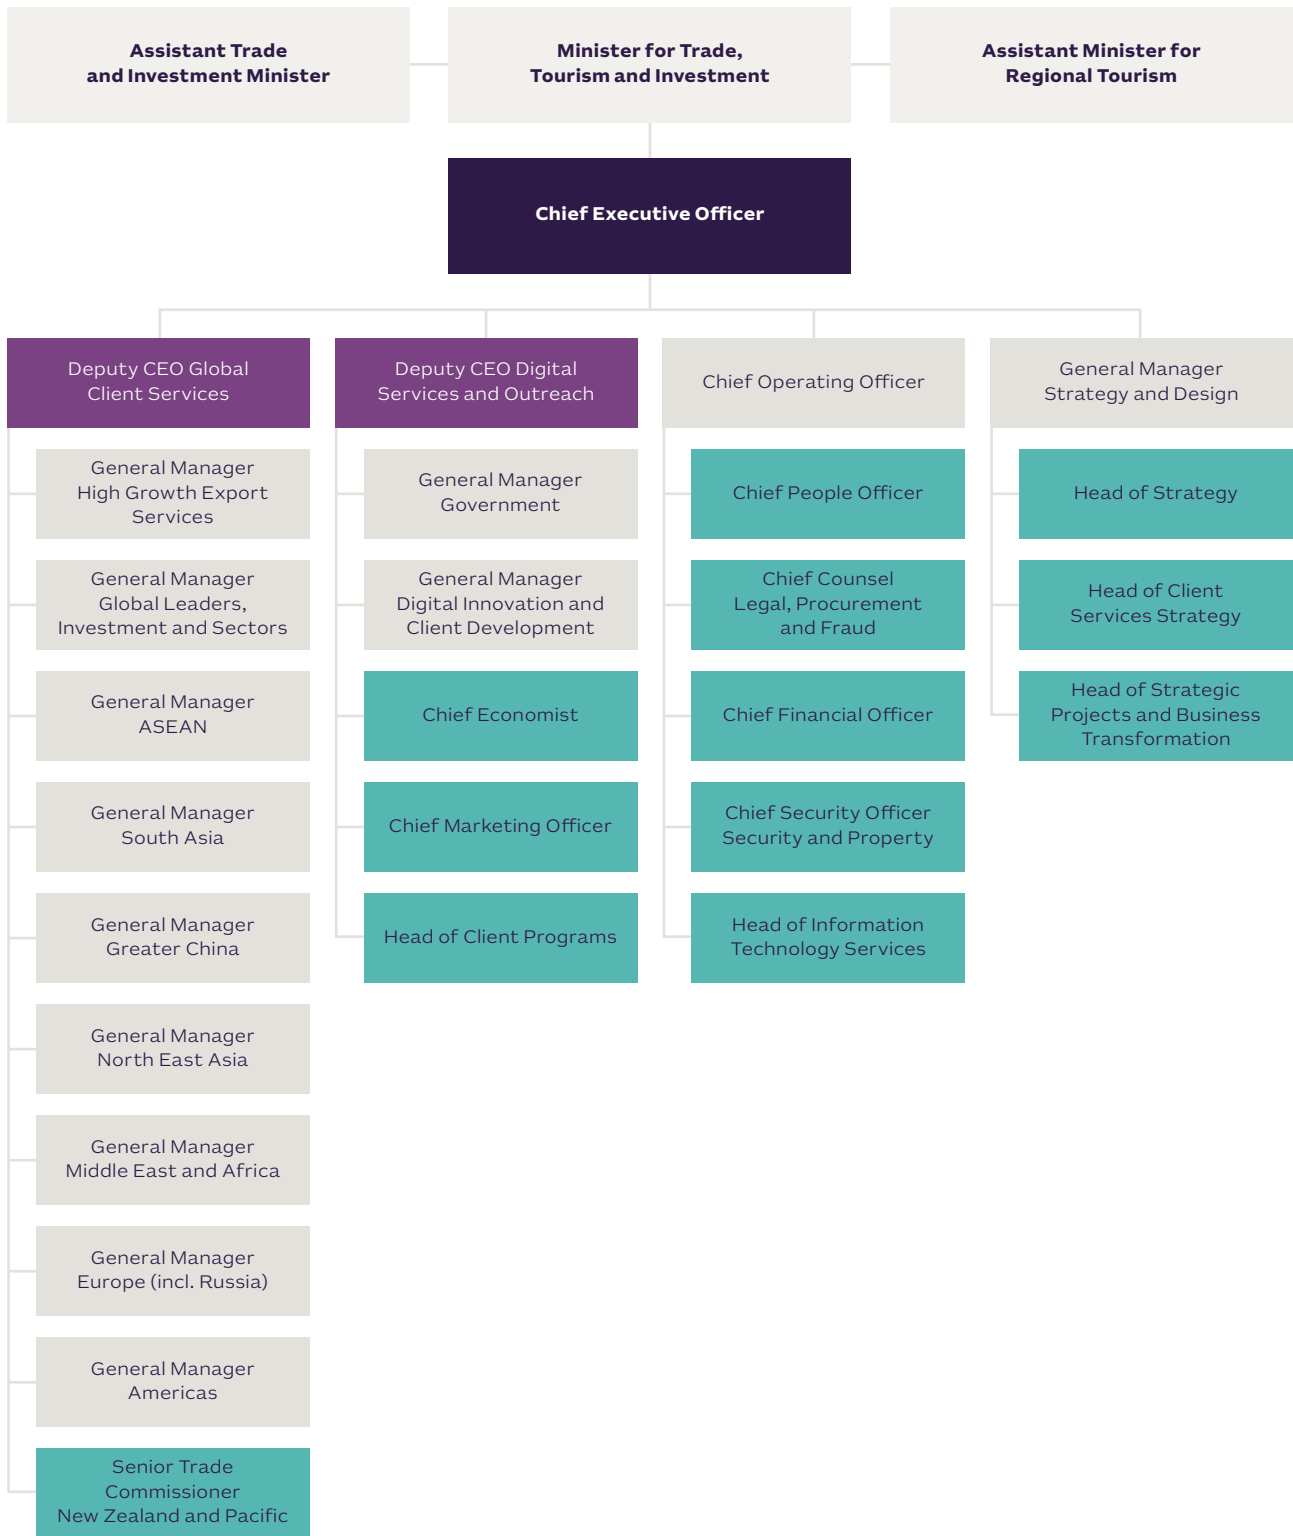 Assistant Trade
and Investment Minister
Minister for Trade,
Tourism and Investment
Assistant Minister for
Regional Tourism
Chief Executive Officer
Deputy CEO Global
Client Services
General Manager
High Growth Export
Services
General Manager
Global Leaders,
Investment and Sectors
General Manager
ASEAN
General Manager
South Asia
General Manager
Greater China
General Manager
North East Asia
General Manager
Middle East and Africa
General Manager
Europe (incl. Russia)
General Manager
Americas
Senior Trade
Commissioner
New Zealand and Pacific
Deputy CEO Digital
Services and Outreach
General Manager
Government
General Manager
Digital Innovation and
Client Development
Chief Economist
Chief Marketing Officer
Head of Client Programs
Chief Operating Officer
Chief People Officer
Chief Counsel
Legal, Procurement
and Fraud
Chief Financial Officer
Chief Security Officer
Security and Property
Head of Information
Technology Services
General Manager
Strategy and Design
Head of Strategy
Head of Client
Services Strategy
Head of Strategic
Projects and Business
Transformation